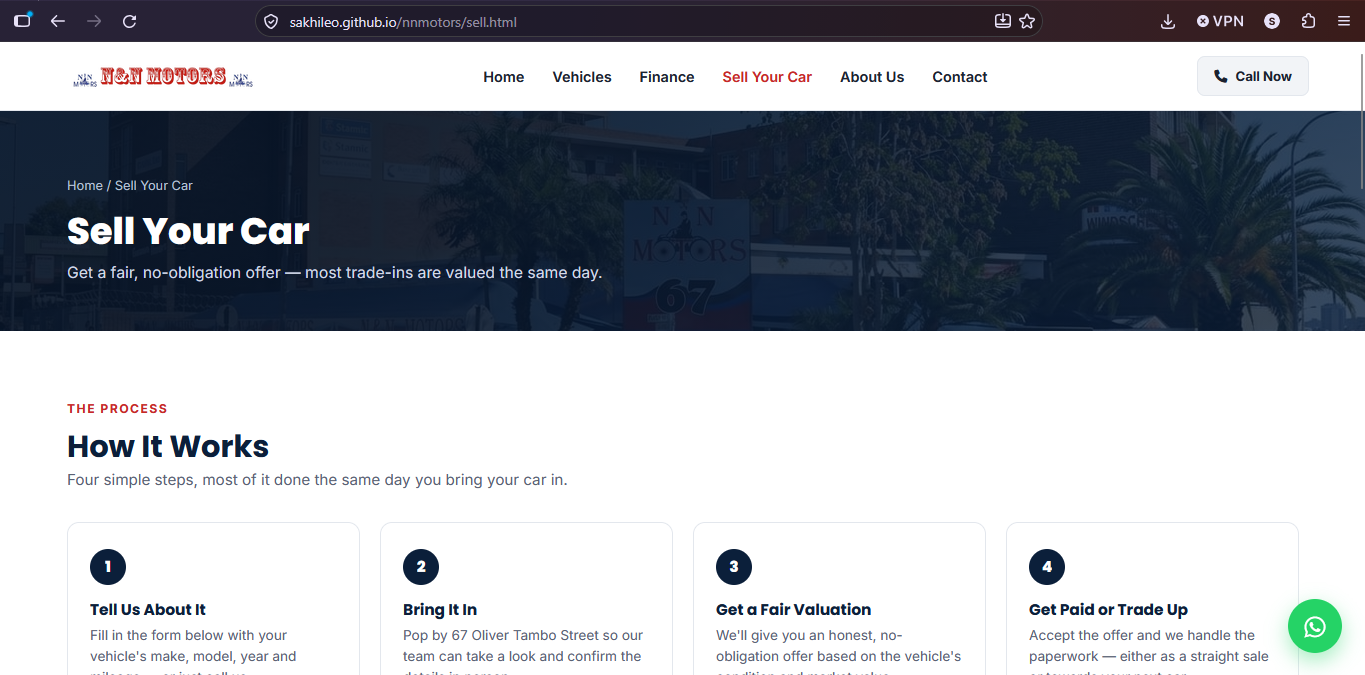 sakhileo.github.io/nnmotors/sell.html
VPN
S
N N
MOTORS
N&N MOTORS
N N
MOTORS
Home
Vehicles
Finance
Sell Your Car
About Us
Contact
Call Now
Home / Sell Your Car
Sell Your Car
Get a fair, no-obligation offer — most trade-ins are valued the same day.
N N
MOTORS
67
THE PROCESS
How It Works
Four simple steps, most of it done the same day you bring your car in.
1
Tell Us About It
Fill in the form below with your
vehicle's make, model, year and
2
Bring It In
Pop by 67 Oliver Tambo Street so our
team can take a look and confirm the
3
Get a Fair Valuation
We'll give you an honest, no-
obligation offer based on the vehicle's
4
Get Paid or Trade Up
Accept the offer and we handle the
paperwork — either as a straight sale